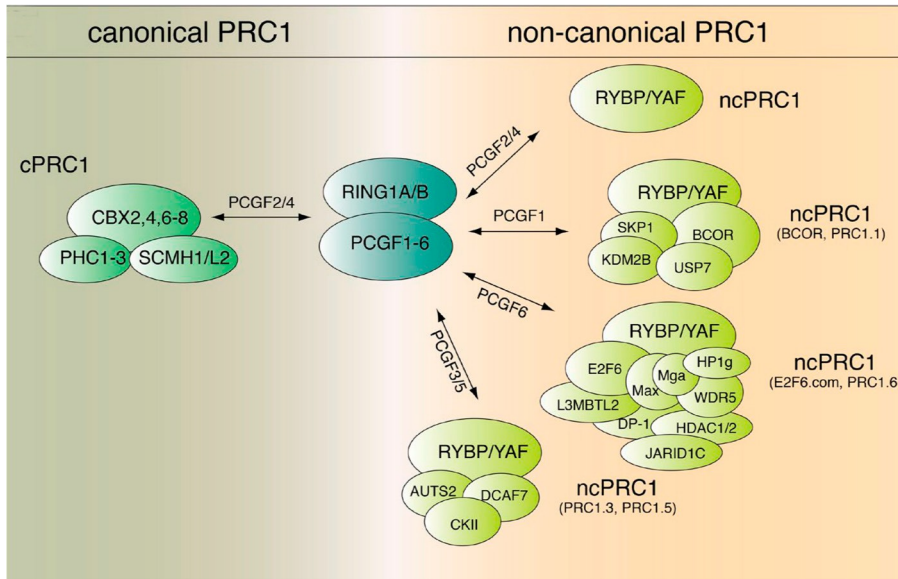 canonical PRC1
non-canonical PRC1
cPRC1
CBX2,4,6-8
PHC1-3
SCMH1/L2
PCGF2/4
RING1A/B
PCGF1-6
PCGF2/4
RYBP/YAF
ncPRC1
PCGF1
RYBP/YAF
SKP1
BCOR
KDM2B
USP7
ncPRC1
(BCOR, PRC1.1)
PCGF6
RYBP/YAF
E2F6
Max
Mga
HP1g
L3MBTL2
WDR5
DP-1
HDAC1/2
JARID1C
ncPRC1
(E2F6.com, PRC1.6
PCGF3/5
RYBP/YAF
AUTS2
DCAF7
CKII
ncPRC1
(PRC1.3, PRC1.5)